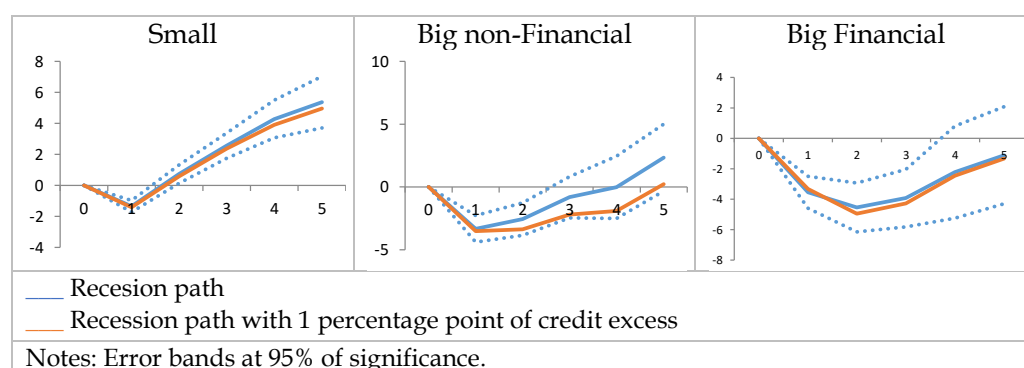 Small
8
6
4
2
0
-2
-4
0 1 2 3 4 5
Big non-Financial
10
5
0
-5
0 1 2 3 4 5
Big Financial
4
2
0
-2
-4
-6
-8
0 1 2 3 4 5
Recesion path
Recession path with 1 percentage point of credit excess
Notes: Error bands at 95% of significance.